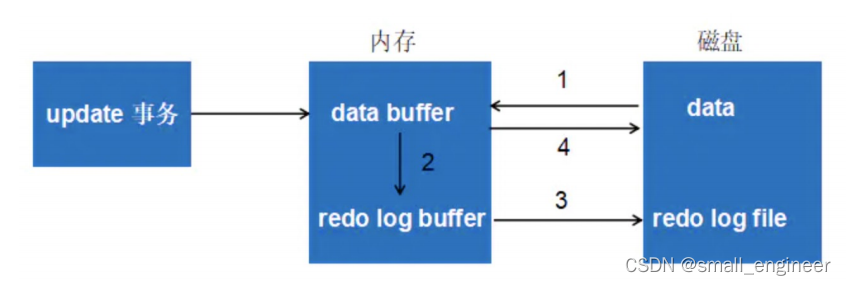 内存
磁盘
update 事务
data buffer
1
data
4
2
redo log buffer
3
redo log file
CSDN @small_engineer